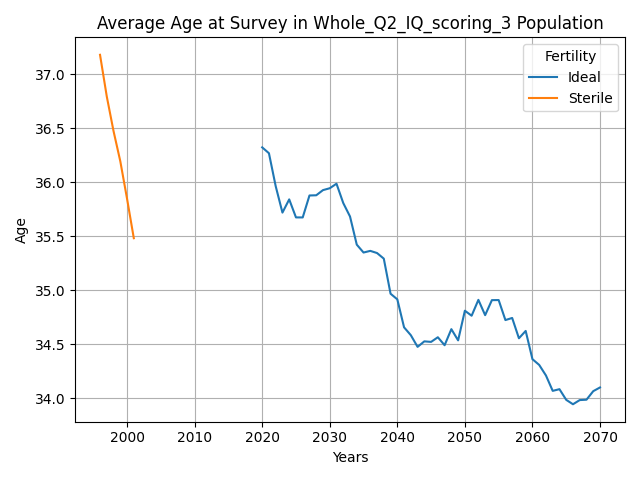 Average Age at Survey in Whole_Q2_IQ_scoring_3 Population
Fertility
Ideal
Sterile
37.0
36.5
36.0
35.5
35.0
34.5
34.0
Age
2000 2010 2020 2030 2040 2050 2060 2070
Years